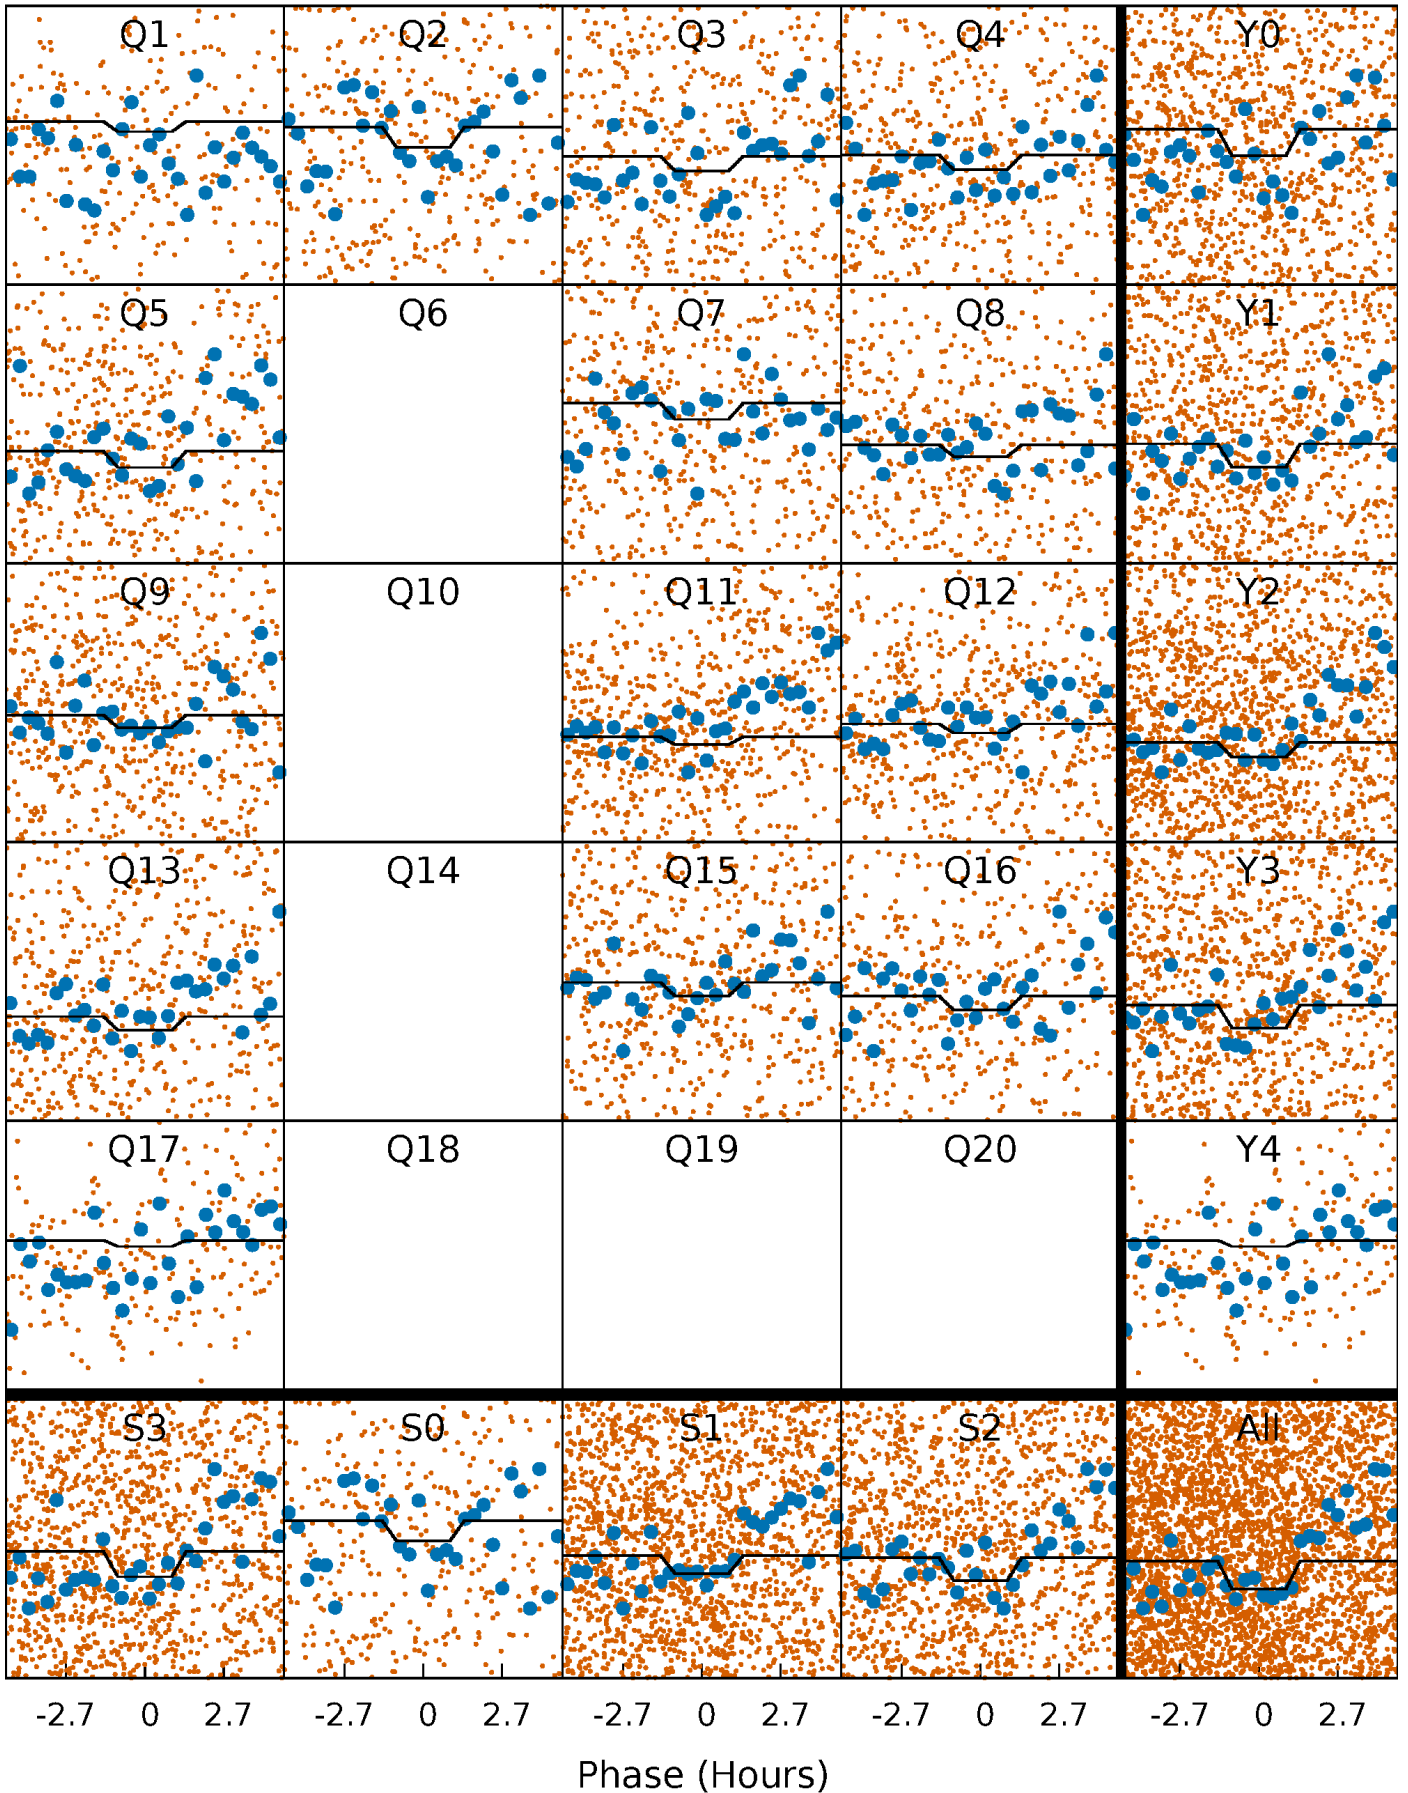 Q1 Q2 Q3 Q4 Y0
Q5 Q6 Q7 Q8 Y1
Q9 Q10 Q11 Q12 Y2
Q13 Q14 Q15 Q16 Y3
Q17 Q18 Q19 Q20 Y4
S3 S0 S1 S2 All
-2.7 0 2.7 -2.7 0 2.7 -2.7 0 2.7 -2.7 0 2.7 -2.7 0 2.7
Phase (Hours)